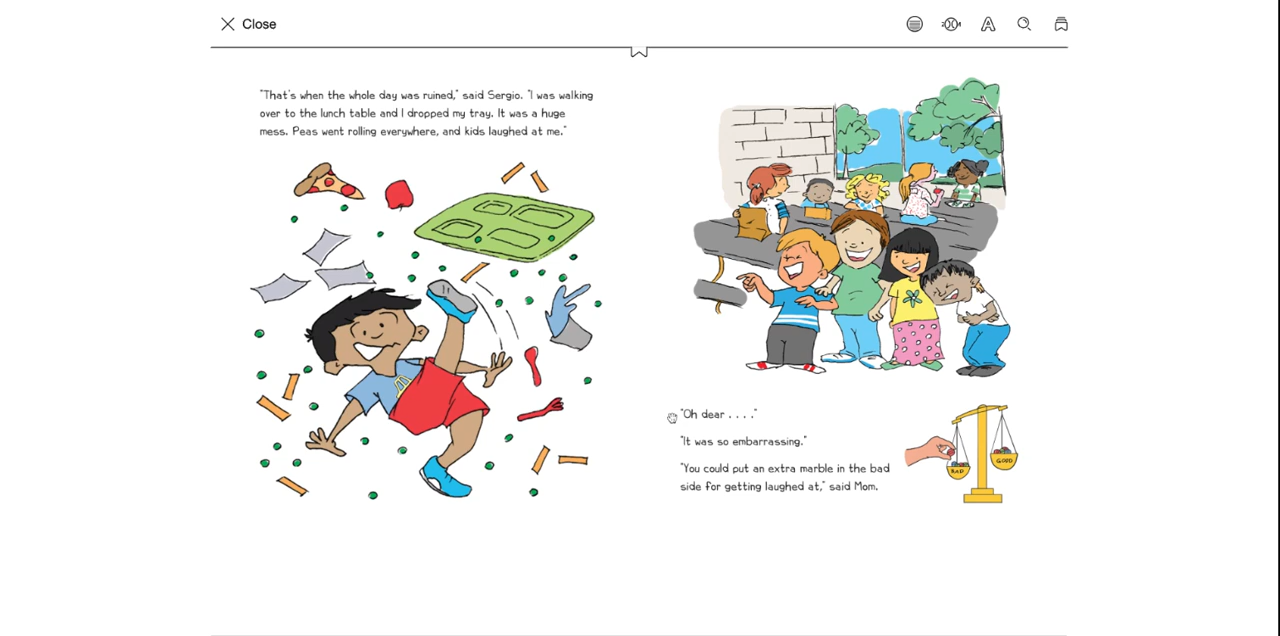 Close
"That's when the whole day was ruined," said Sergio. "I was walking
over to the lunch table and I dropped my tray. It was a huge
mess. Peas went rolling everywhere, and kids laughed at me."
"Oh dear . . . ."
"It was so embarrassing."
"You could put an extra marble in the bad
side for getting laughed at," said Mom.
BAD
GOOD